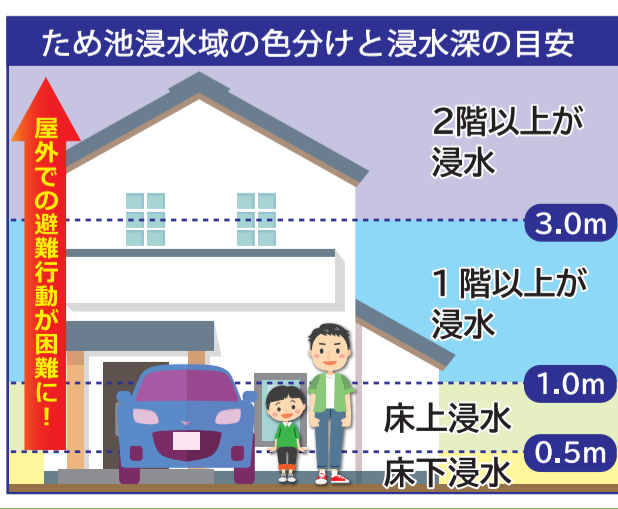 ため池浸水域の色分けと浸水深の目安
屋外での避難行動が困難に！
2階以上が
浸水
3.0m
1階以上が
浸水
1.0m
床上浸水
0.5m
床下浸水